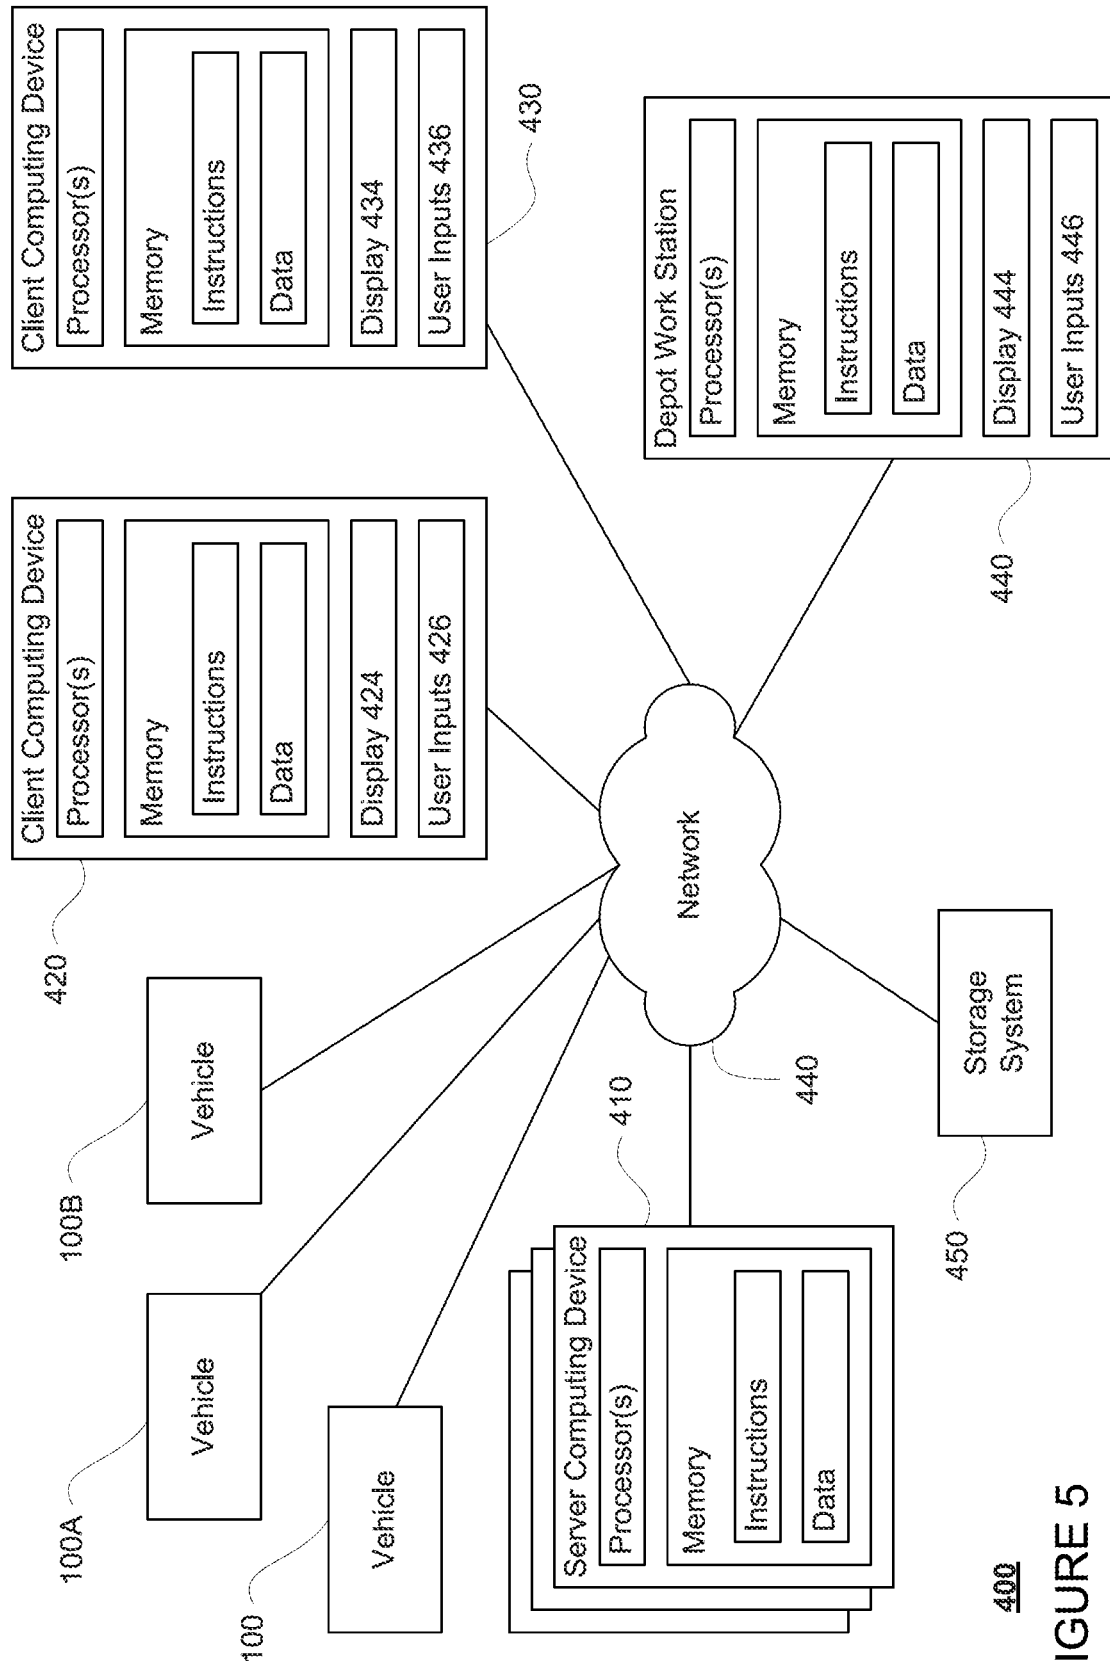 Client Computing Device
Processor(s)
Memory
Instructions
Data
Display 434
User Inputs 436
430
Client Computing Device
Processor(s)
Memory
Instructions
Data
Display 424
User Inputs 426
420
Depot Work Station
Processor(s)
Memory
Instructions
Data
Display 444
User Inputs 446
440
Vehicle
100B
Vehicle
100A
Vehicle
100
Network
440
Server Computing Device
Processor(s)
Memory
Instructions
Data
410
Storage
System
450
400
IGURE 5